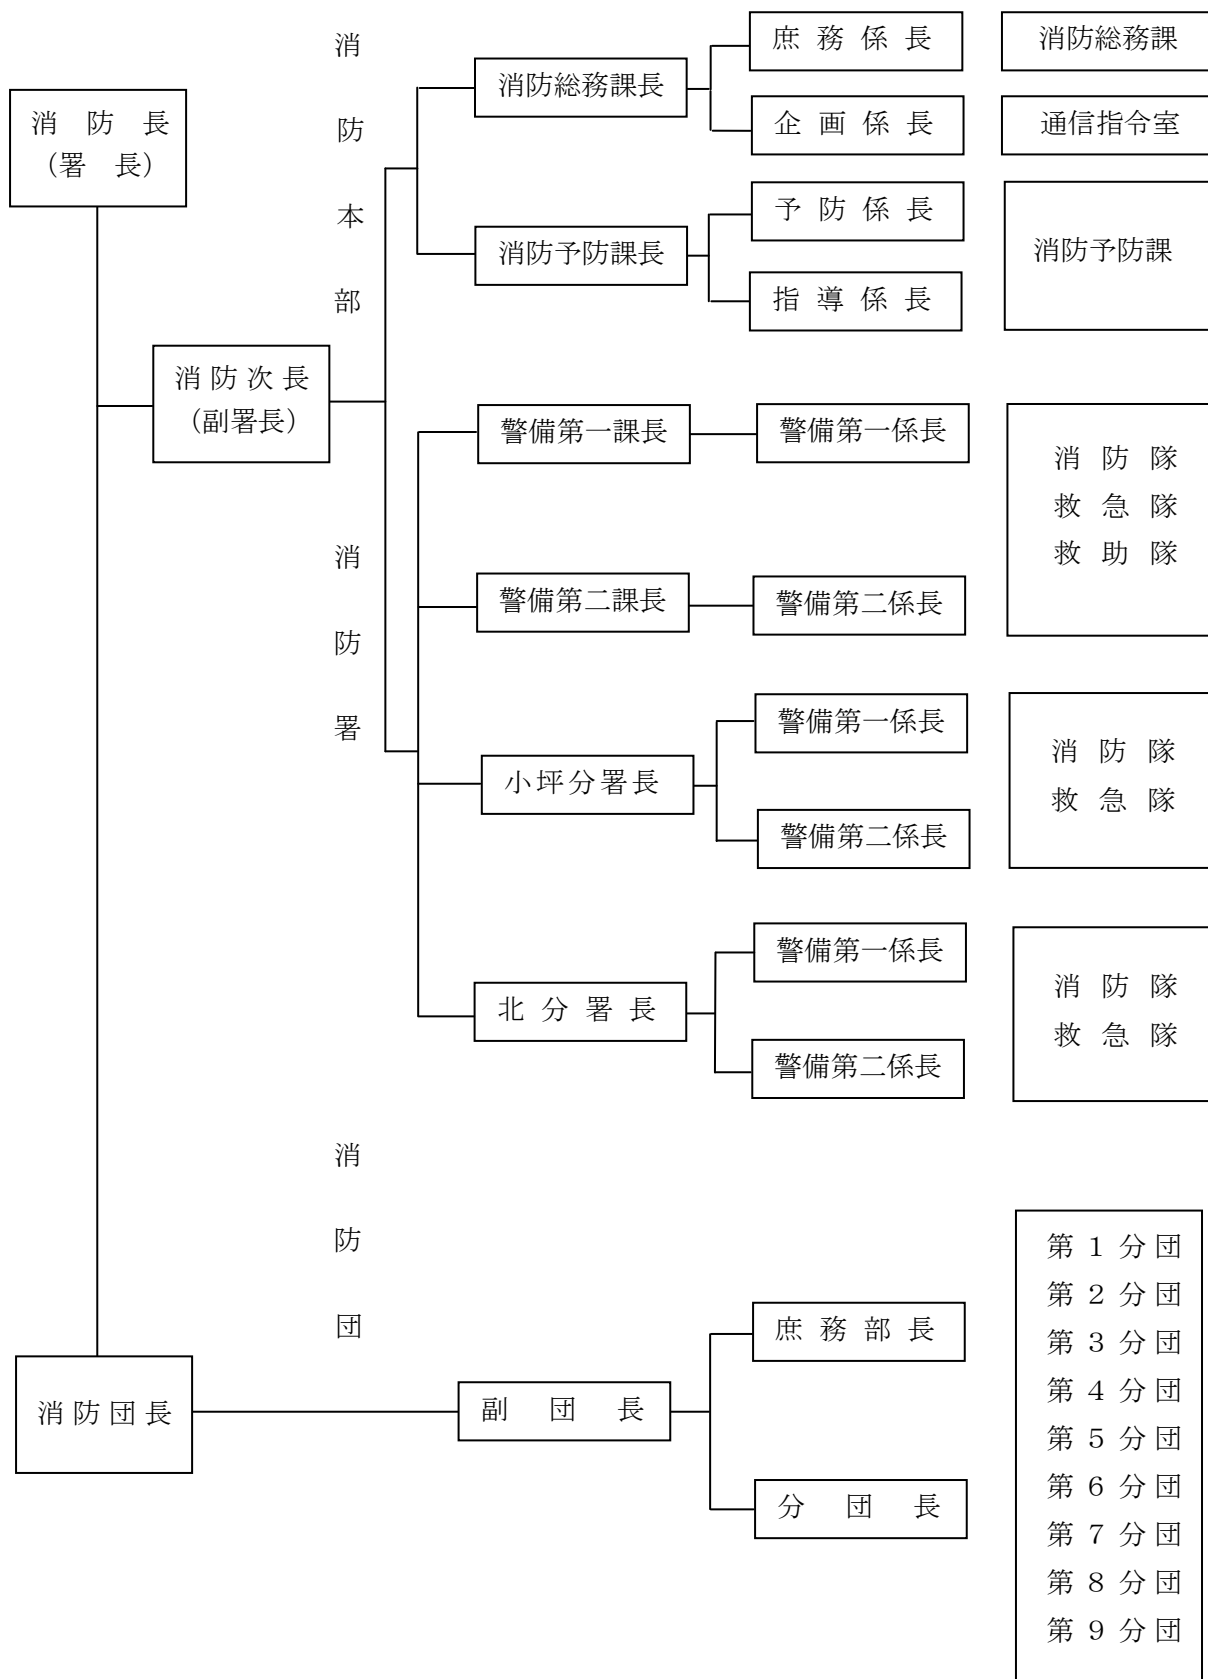 消防長
(署 長)
消防次長
(副署長)
消防団長
消防本部
消防総務課長
庶務係長
企画係長
消防総務課
通信指令室
消防予防課長
予防係長
指導係長
消防予防課
消防署
警備第一課長
警備第一係長
警備第二課長
警備第二係長
消防隊
救急隊
救助隊
小坪分署長
警備第一係長
警備第二係長
消防隊
救急隊
北分署長
警備第一係長
警備第二係長
消防隊
救急隊
消防団
副団長
庶務部長
分団長
第1分団
第2分団
第3分団
第4分団
第5分団
第6分団
第7分団
第8分団
第9分団